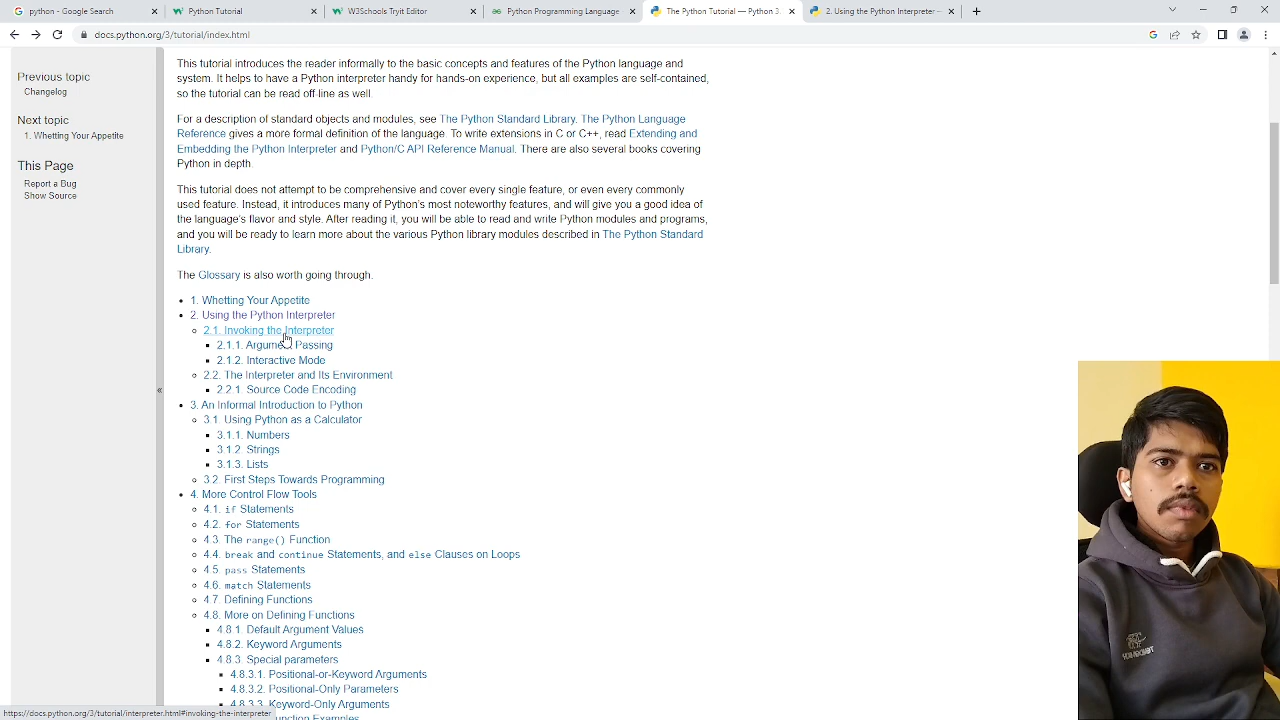 python - Google Search
Python Tutorial
W3Schools Tryit Editor
Python Programming Language
The Python Tutorial — Python 3.
2. Using the Python Interpreter —
docs.python.org/3/tutorial/index.html
Previous topic
Changelog
Next topic
1. Whetting Your Appetite
This Page
Report a Bug
Show Source
This tutorial introduces the reader informally to the basic concepts and features of the Python language and
system. It helps to have a Python interpreter handy for hands-on experience, but all examples are self-contained,
so the tutorial can be read off-line as well.
For a description of standard objects and modules, see The Python Standard Library. The Python Language
Reference gives a more formal definition of the language. To write extensions in C or C++, read Extending and
Embedding the Python Interpreter and Python/C API Reference Manual. There are also several books covering
Python in depth.
This tutorial does not attempt to be comprehensive and cover every single feature, or even every commonly
used feature. Instead, it introduces many of Python's most noteworthy features, and will give you a good idea of
the language's flavor and style. After reading it, you will be able to read and write Python modules and programs,
and you will be ready to learn more about the various Python library modules described in The Python Standard
Library.
The Glossary is also worth going through.
1. Whetting Your Appetite
2. Using the Python Interpreter
2.1. Invoking the Interpreter
2.1.1. Argument Passing
2.1.2. Interactive Mode
2.2. The Interpreter and Its Environment
2.2.1. Source Code Encoding
3. An Informal Introduction to Python
3.1. Using Python as a Calculator
3.1.1. Numbers
3.1.2. Strings
3.1.3. Lists
3.2. First Steps Towards Programming
4. More Control Flow Tools
4.1. if Statements
4.2. for Statements
4.3. The range() Function
4.4. break and continue Statements, and else Clauses on Loops
4.5. pass Statements
4.6. match Statements
4.7. Defining Functions
4.8. More on Defining Functions
4.8.1. Default Argument Values
4.8.2. Keyword Arguments
4.8.3. Special parameters
4.8.3.1. Positional-or-Keyword Arguments
4.8.3.2. Positional-Only Parameters
4.8.3.3. Keyword-Only Arguments
Function Examples
https://docs.python.org/3/tutorial/interpreter.html#invoking-the-interpreter